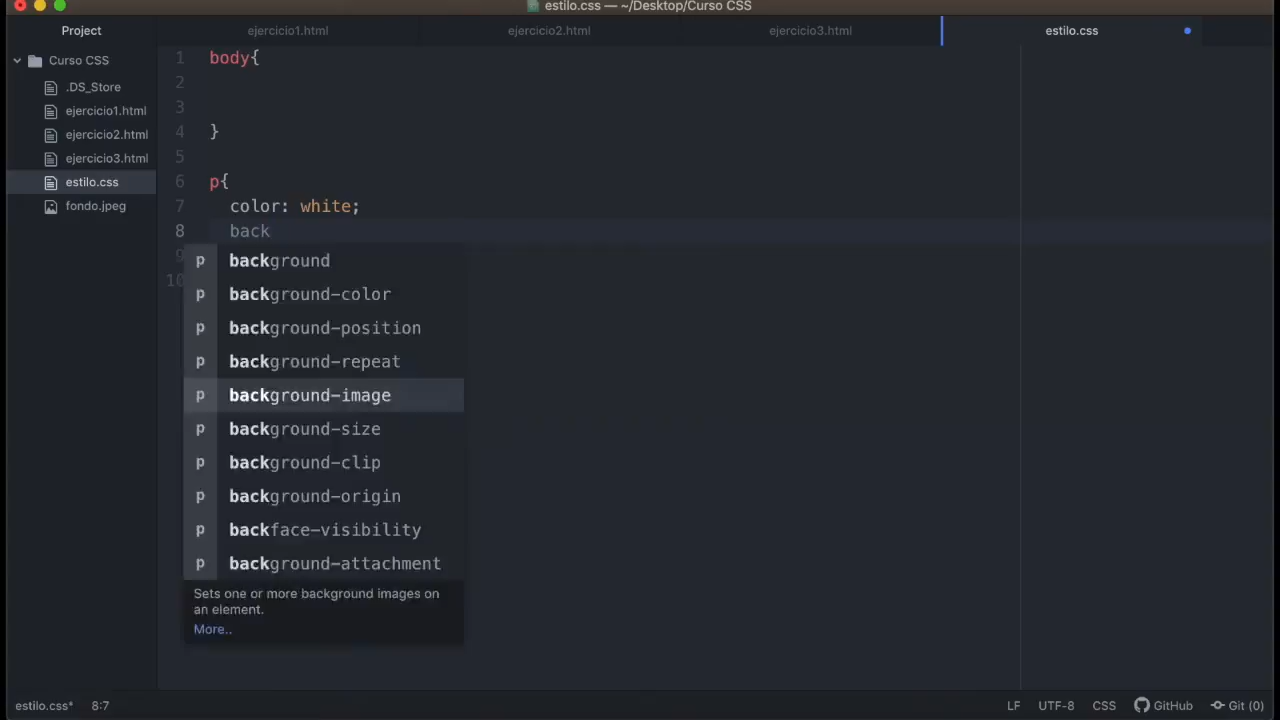 estilo.css — ~/Desktop/Curso CSS
Project
ejercicio1.html
ejercicio2.html
ejercicio3.html
estilo.css
Curso CSS
.DS_Store
ejercicio1.html
ejercicio2.html
ejercicio3.html
estilo.css
fondo.jpeg
1 body{
2
3
4 }
5
6 p{
7 color: white;
8 back
9
10
p background
p background-color
p background-position
p background-repeat
p background-image
p background-size
p background-clip
p background-origin
p backface-visibility
p background-attachment
Sets one or more background images on
an element.
More..
estilo.css* 8:7 LF UTF-8 CSS GitHub Git (0)